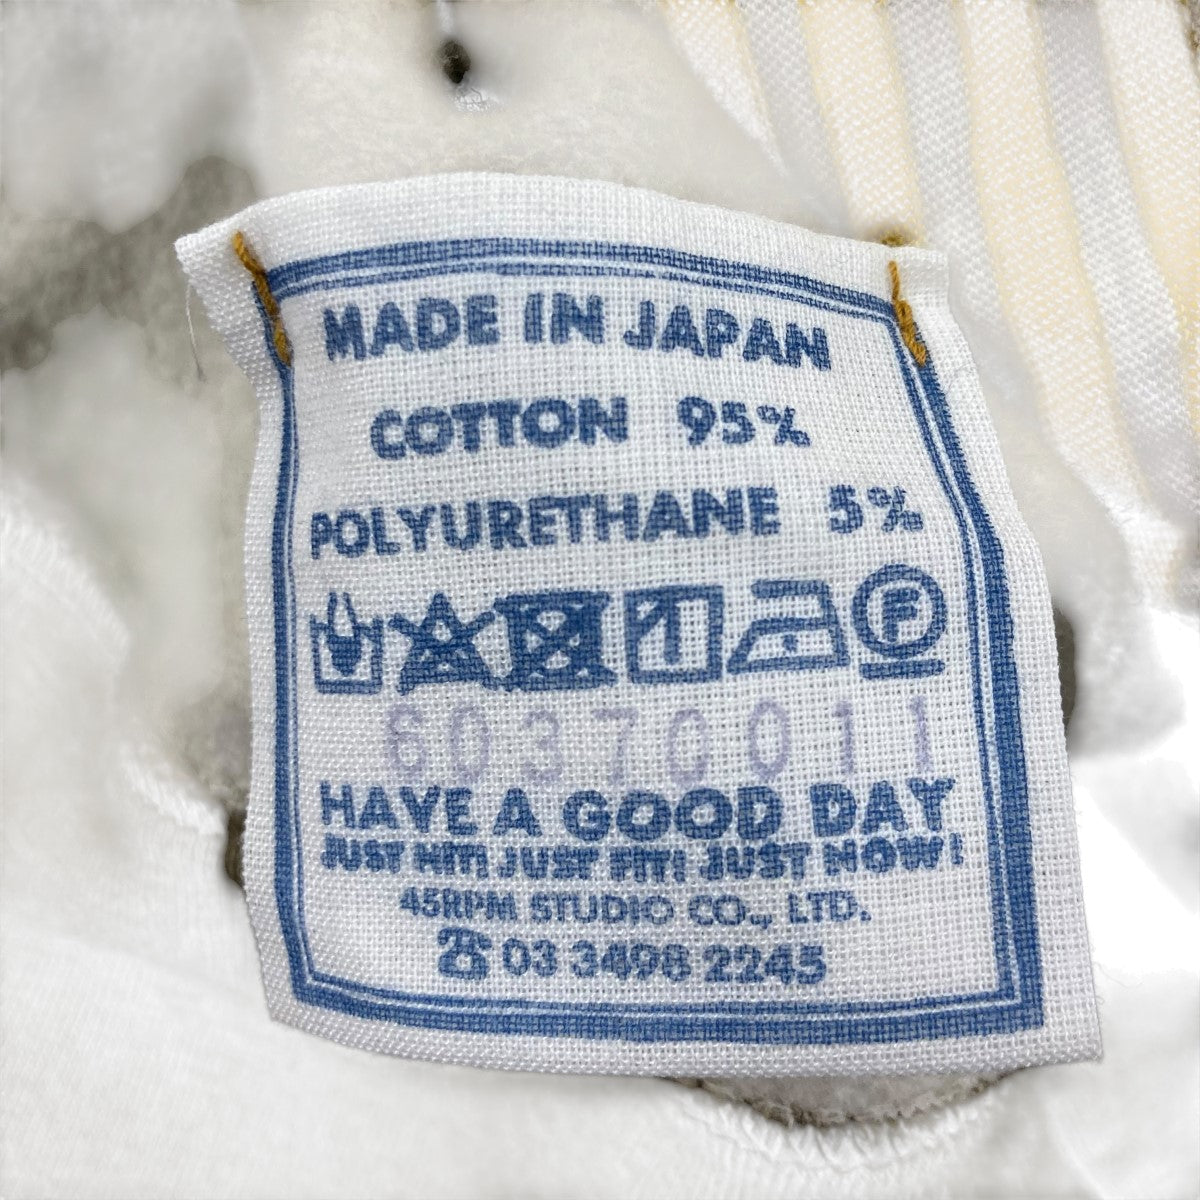 MADE IN JAPAN
COTTON 95%
POLYURETHANE 5%
F
60370011
HAVE A GOOD DAY
JUST HIT! JUST FIT! JUST NOW!
45RPM STUDIO CO., LTD.
☎ 03 3498 2245